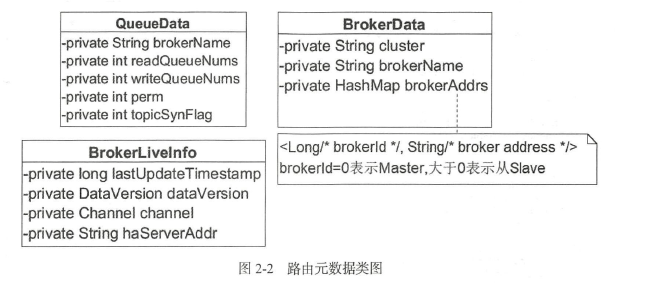 QueueData
-private String brokerName
-private int readQueueNums
-private int writeQueueNums
-private int perm
-private int topicSynFlag
BrokerData
-private String cluster
-private String brokerName
-private HashMap brokerAddrs
<Long/* brokerId */, String/* broker address */>
brokerId=0表示Master,大于0表示从Slave
BrokerLiveInfo
-private long lastUpdateTimestamp
-private DataVersion dataVersion
-private Channel channel
-private String haServerAddr
图 2-2 路由元数据类图